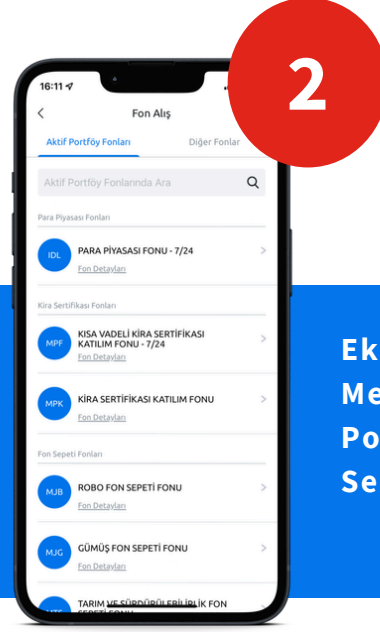 2
16:11
Fon Alış
Aktif Portföy Fonları
Diğer Fonlar
Aktif Portföy Fonlarında Ara
Para Piyasası Fonları
IDL
PARA PİYASASI FONU - 7/24
Fon Detayları
Kira Sertifikası Fonları
MPF
KISA VADELİ KİRA SERTİFİKASI
KATILIM FONU - 7/24
Fon Detayları
MPK
KİRA SERTİFİKASI KATILIM FONU
Fon Detayları
Fon Sepeti Fonları
MJB
ROBO FON SEPETİ FONU
Fon Detayları
MJG
GÜMÜŞ FON SEPETİ FONU
Fon Detayları
TARIM VE SÜRDÜRÜLEBİLİRLİK FON
SEPETİ FONU
Ek
Me
Po
Se